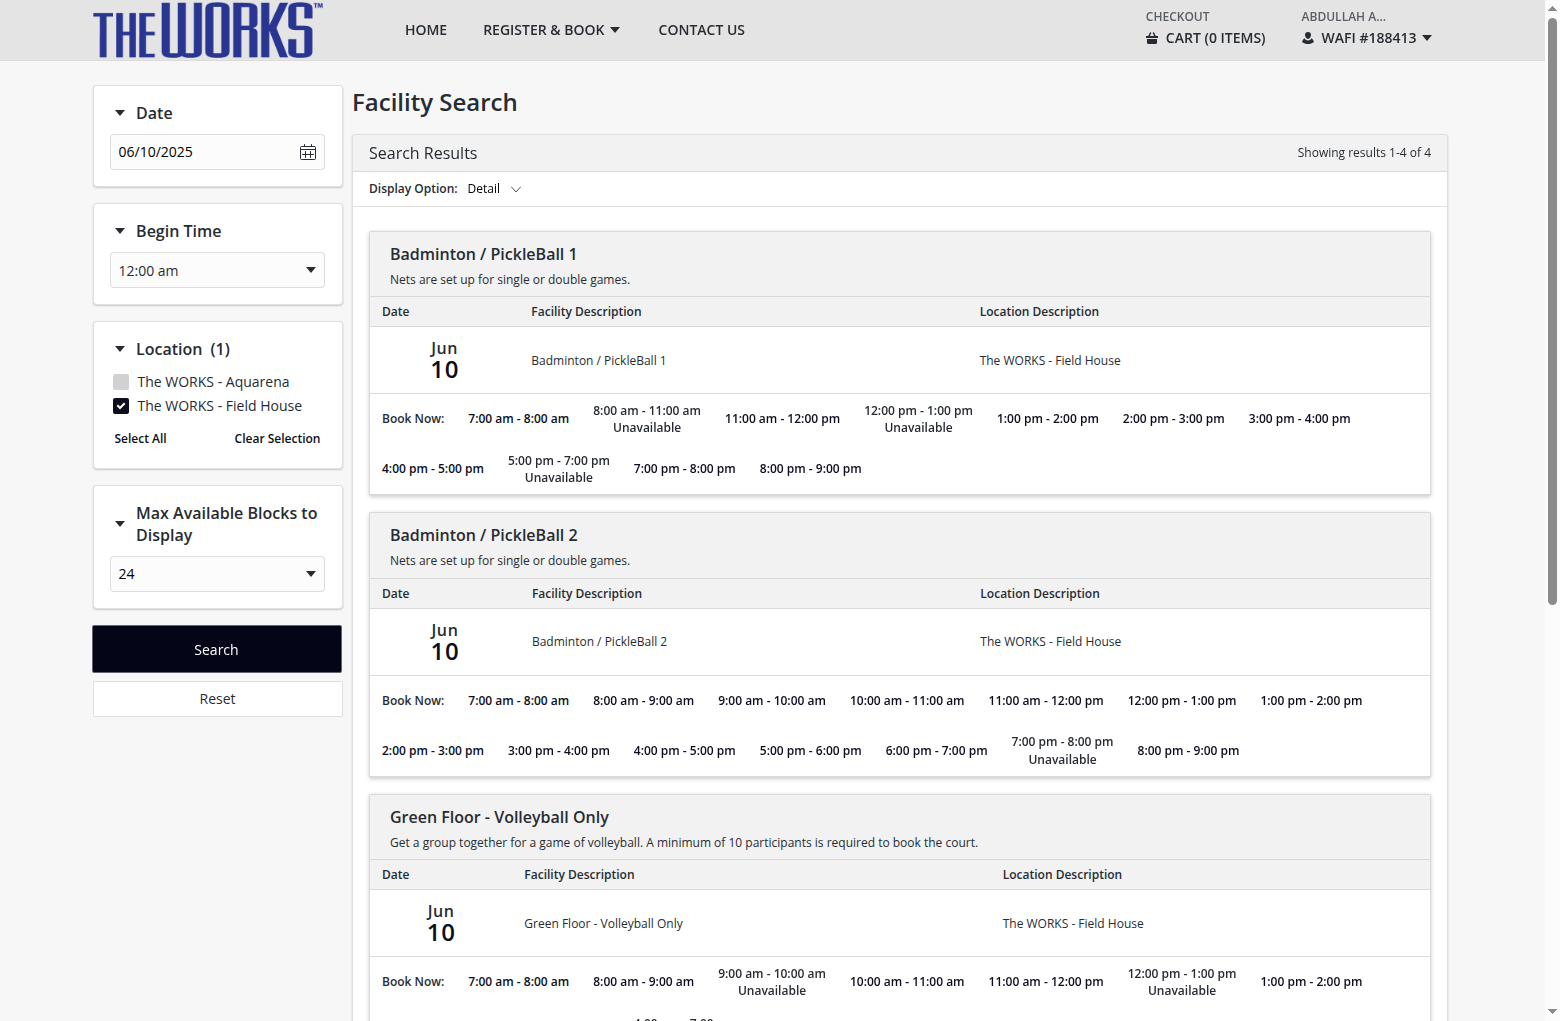 THE WORKS™
HOME
REGISTER & BOOK
CONTACT US
CHECKOUT
CART (0 ITEMS)
ABDULLAH A...
WAFI #188413
Date
06/10/2025
Begin Time
12:00 am
Location (1)
The WORKS - Aquarena
The WORKS - Field House
Select All
Clear Selection
Max Available Blocks to
Display
24
Search
Reset
Facility Search
Search Results
Showing results 1-4 of 4
Display Option: Detail
Badminton / PickleBall 1
Nets are set up for single or double games.
Date
Facility Description
Location Description
Jun
10
Badminton / PickleBall 1
The WORKS - Field House
Book Now:
7:00 am - 8:00 am
8:00 am - 11:00 am
Unavailable
11:00 am - 12:00 pm
12:00 pm - 1:00 pm
Unavailable
1:00 pm - 2:00 pm
2:00 pm - 3:00 pm
3:00 pm - 4:00 pm
4:00 pm - 5:00 pm
5:00 pm - 7:00 pm
Unavailable
7:00 pm - 8:00 pm
8:00 pm - 9:00 pm
Badminton / PickleBall 2
Nets are set up for single or double games.
Date
Facility Description
Location Description
Jun
10
Badminton / PickleBall 2
The WORKS - Field House
Book Now:
7:00 am - 8:00 am
8:00 am - 9:00 am
9:00 am - 10:00 am
10:00 am - 11:00 am
11:00 am - 12:00 pm
12:00 pm - 1:00 pm
1:00 pm - 2:00 pm
2:00 pm - 3:00 pm
3:00 pm - 4:00 pm
4:00 pm - 5:00 pm
5:00 pm - 6:00 pm
6:00 pm - 7:00 pm
7:00 pm - 8:00 pm
Unavailable
8:00 pm - 9:00 pm
Green Floor - Volleyball Only
Get a group together for a game of volleyball. A minimum of 10 participants is required to book the court.
Date
Facility Description
Location Description
Jun
10
Green Floor - Volleyball Only
The WORKS - Field House
Book Now:
7:00 am - 8:00 am
8:00 am - 9:00 am
9:00 am - 10:00 am
Unavailable
10:00 am - 11:00 am
11:00 am - 12:00 pm
12:00 pm - 1:00 pm
Unavailable
1:00 pm - 2:00 pm